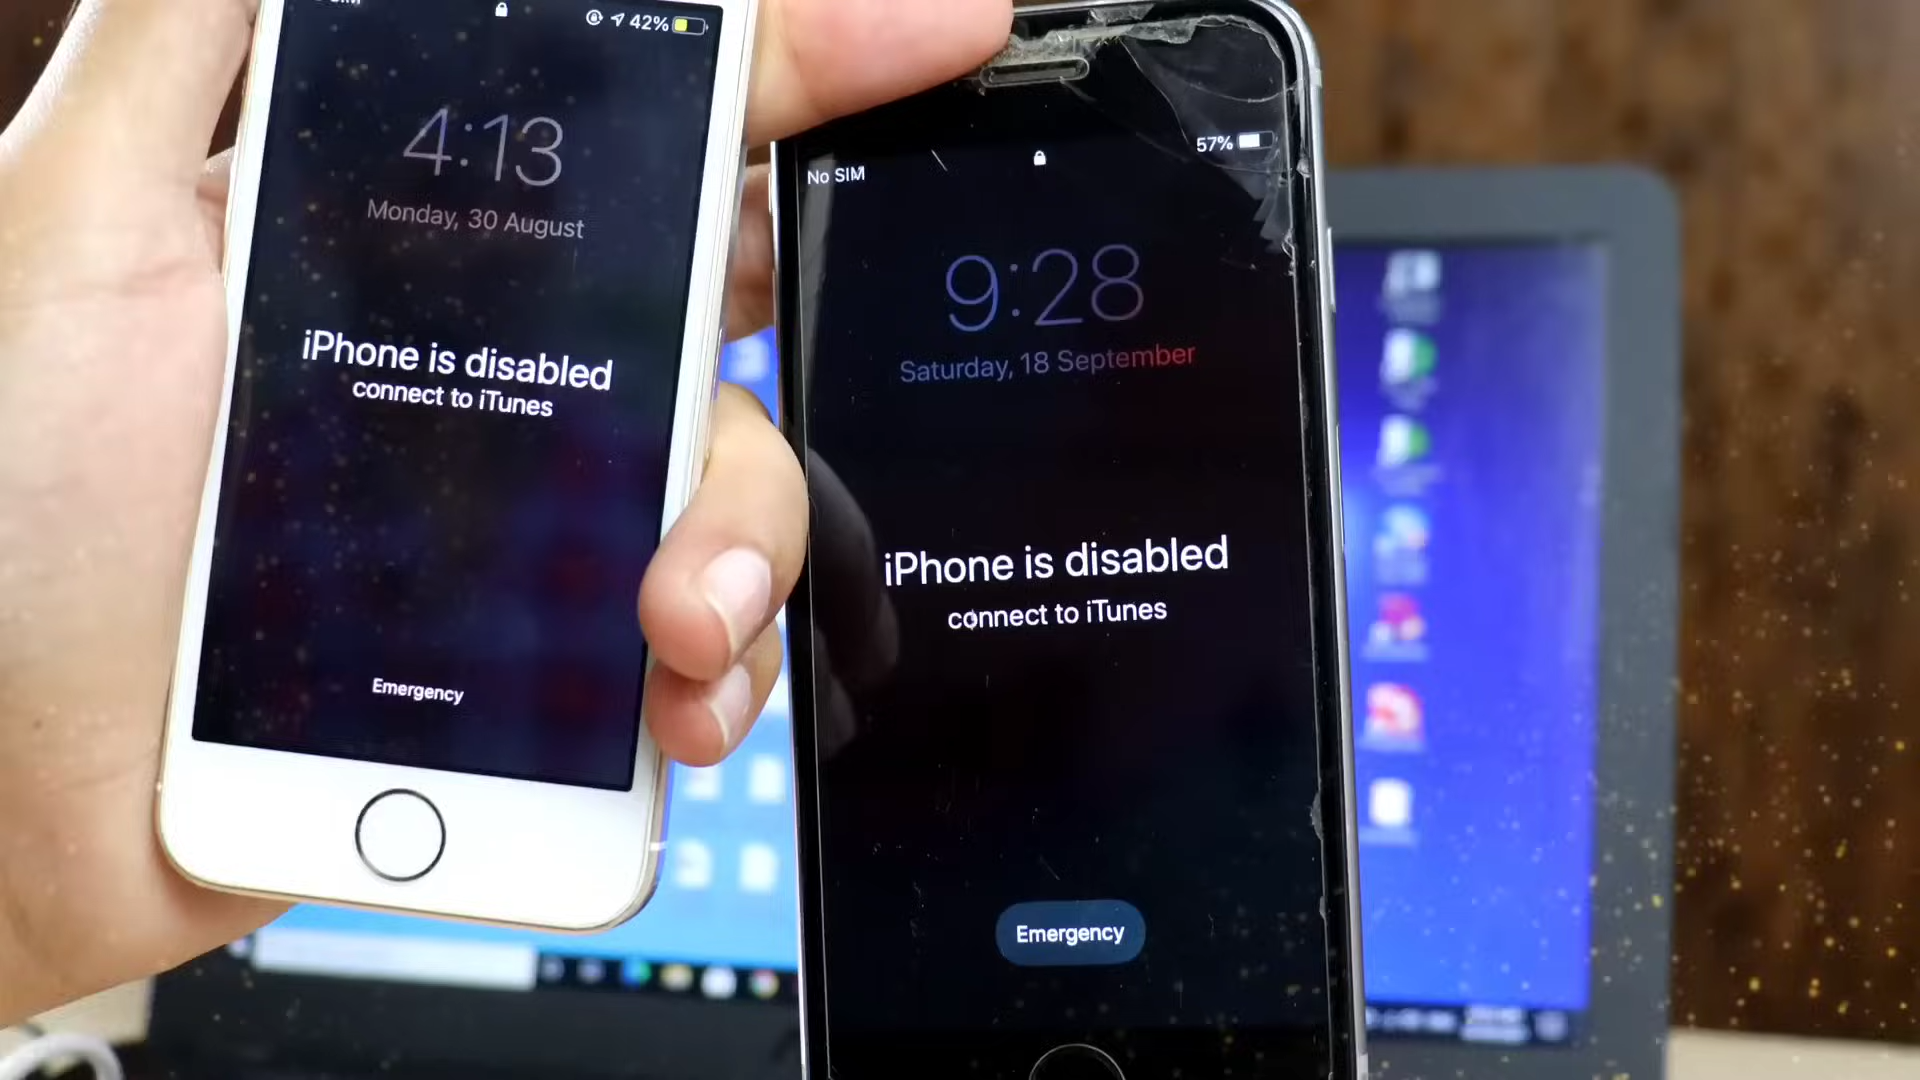 42%
4:13
Monday, 30 August
iPhone is disabled
connect to iTunes
Emergency
No SIM
57%
9:28
Saturday, 18 September
iPhone is disabled
connect to iTunes
Emergency